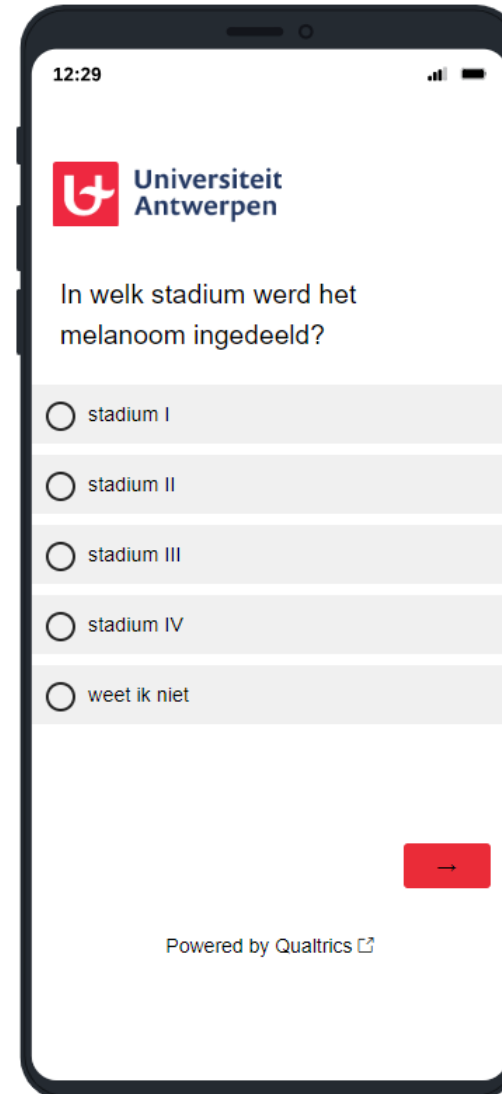 12:29
Universiteit
Antwerpen
In welk stadium werd het
melanoom ingedeeld?
stadium I
stadium II
stadium III
stadium IV
weet ik niet
→
Powered by Qualtrics